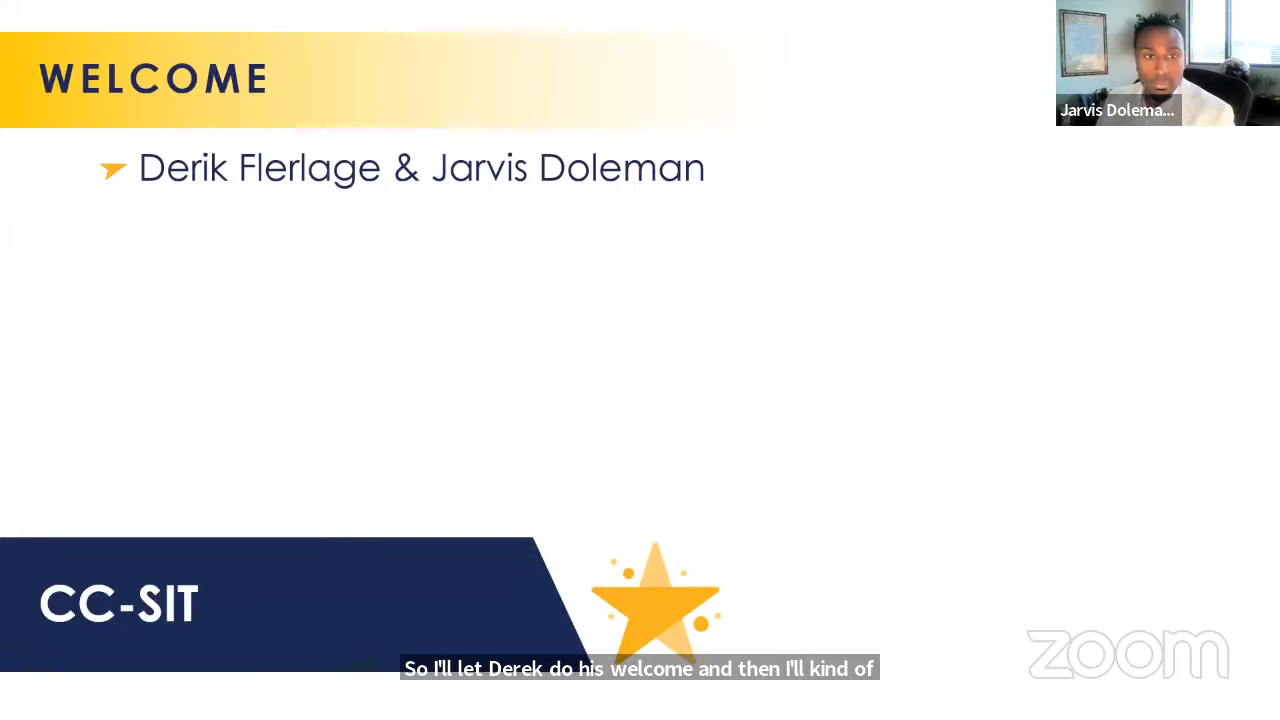 WELCOME
Jarvis Dolema...
Derik Flerlage & Jarvis Doleman
CC-SIT
zoom
So I'll let Derek do his welcome and then I'll kind of